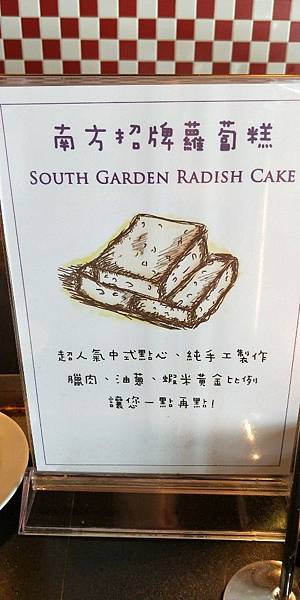 南方招牌蘿蔔糕
SOUTH GARDEN RADISH CAKE
超人氣中式點心、純手工製作
臘肉、油蔥、蝦米黃金比例
讓您一點再點!